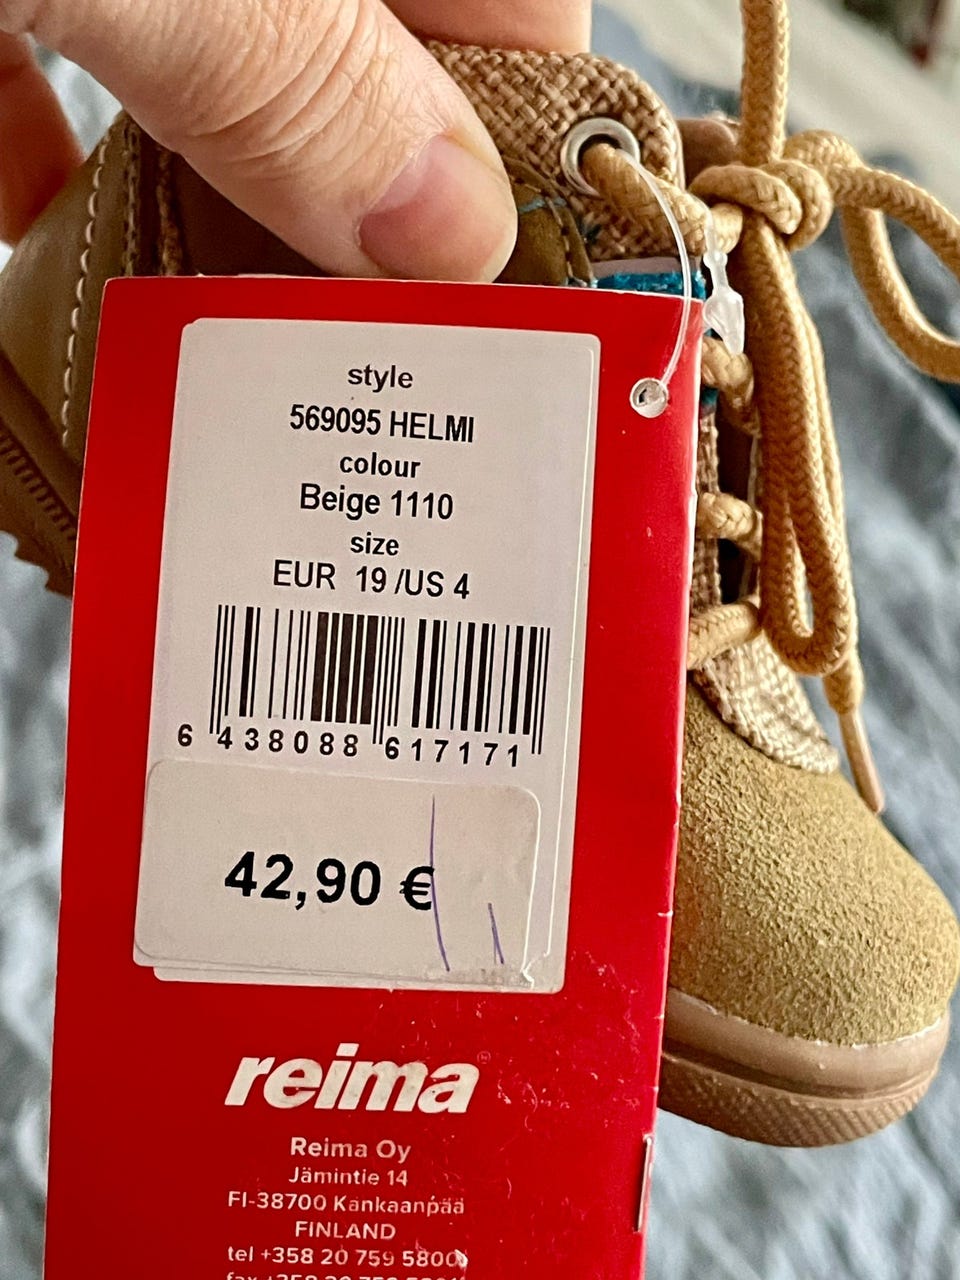 style
569095 HELMI
colour
Beige 1110
size
EUR 19 /US 4
6 438088 617171
42,90 €
reima
Reima Oy
Jämintie 14
FI-38700 Kankaanpää
FINLAND
tel +358 20 759 5800